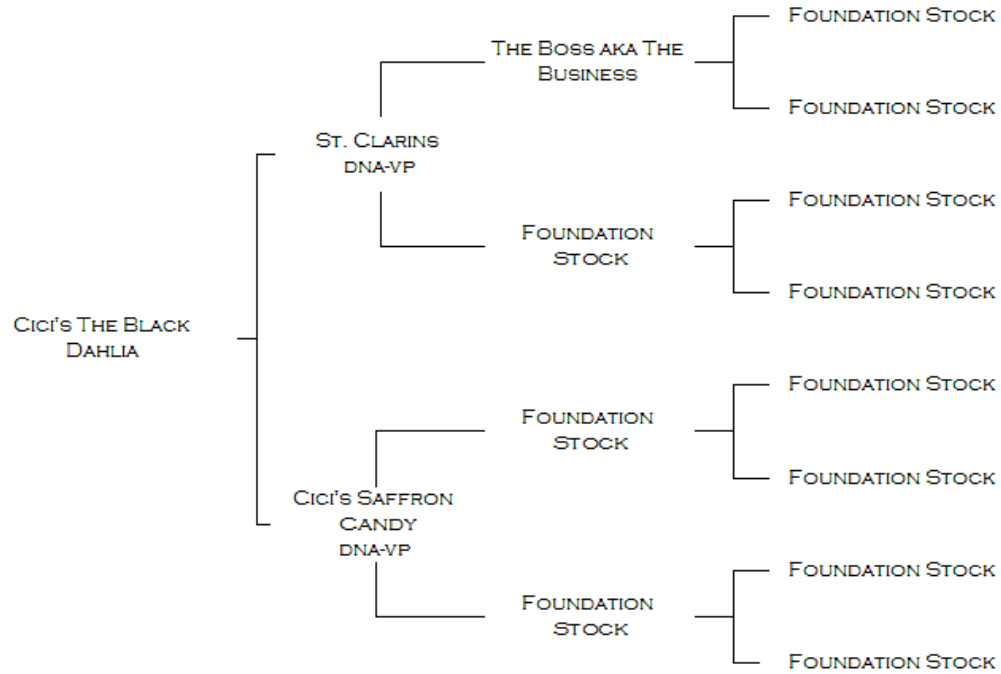 Foundation Stock
The Boss aka The
Business
Foundation Stock
St. Clarins
DNA-VP
Foundation Stock
Foundation
Stock
Foundation Stock
Cici's The Black
Dahlia
Foundation Stock
Foundation
Stock
Foundation Stock
Cici's Saffron
Candy
DNA-VP
Foundation Stock
Foundation
Stock
Foundation Stock